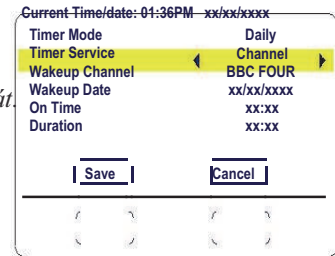 Current Time/date: 01:36PM xx/xx/xxxx
Timer Mode Daily
Timer Service Channel
Wakeup Channel BBC FOUR
Wakeup Date xx/xx/xxxx
át.
On Time xx:xx
Duration xx:xx
Save Cancel